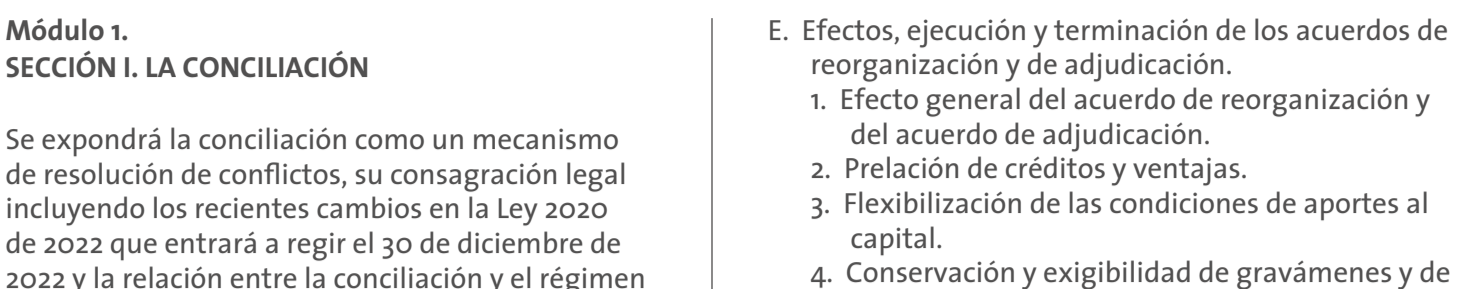 Módulo 1.
SECCIÓN I. LA CONCILIACIÓN
Se expondrá la conciliación como un mecanismo
de resolución de conflictos, su consagración legal
incluyendo los recientes cambios en la Ley 2020
de 2022 que entrará a regir el 30 de diciembre de
2022 y la relación entre la conciliación y el régimen
E. Efectos, ejecución y terminación de los acuerdos de
reorganización y de adjudicación.
1. Efecto general del acuerdo de reorganización y
del acuerdo de adjudicación.
2. Prelación de créditos y ventajas.
3. Flexibilización de las condiciones de aportes al
capital.
4. Conservación y exigibilidad de gravámenes y de